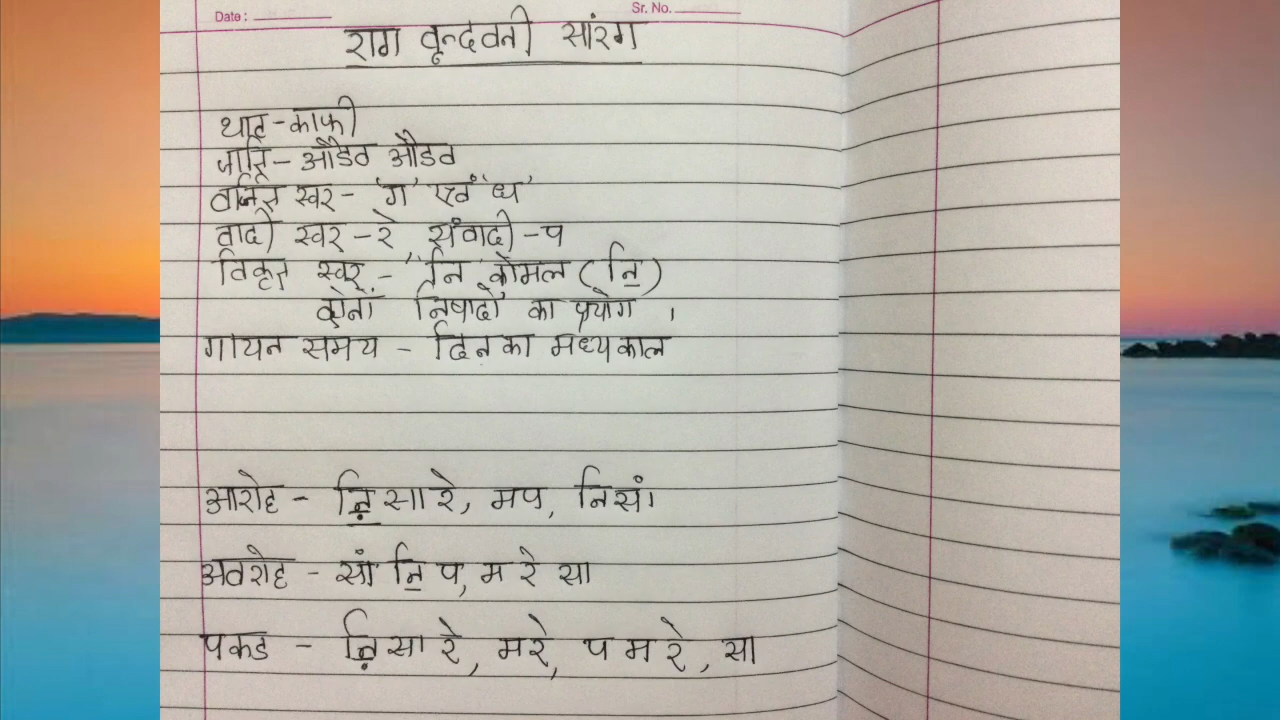 Date :
Sr. No.
राग वृन्दवनी सारंग
थाट - काफी
जाति - औडव औडव
वर्जित स्वर - 'ग' एवं 'ध'
वादी स्वर - रे, संवादी - प
विकृत स्वर - 'नि' कोमल (नि॒)
दोनों निषादों का प्रयोग ।
गायन समय - दिन का मध्यकाल
आरोह - नि़॒ सा रे, म प, नि सां
अवरोह - सां नि॒ प, म रे सा
पकड - नि़॒ सा रे, म रे, प म रे, सा